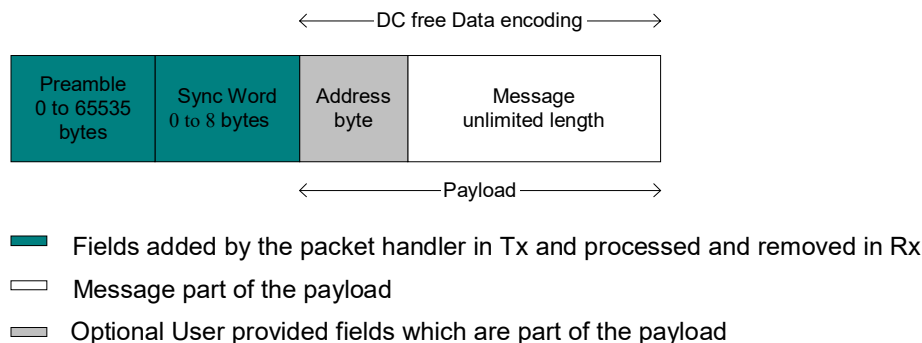 DC free Data encoding
Preamble
0 to 65535
bytes
Sync Word
0 to 8 bytes
Address
byte
Message
unlimited length
Payload
Fields added by the packet handler in Tx and processed and removed in Rx
Message part of the payload
Optional User provided fields which are part of the payload